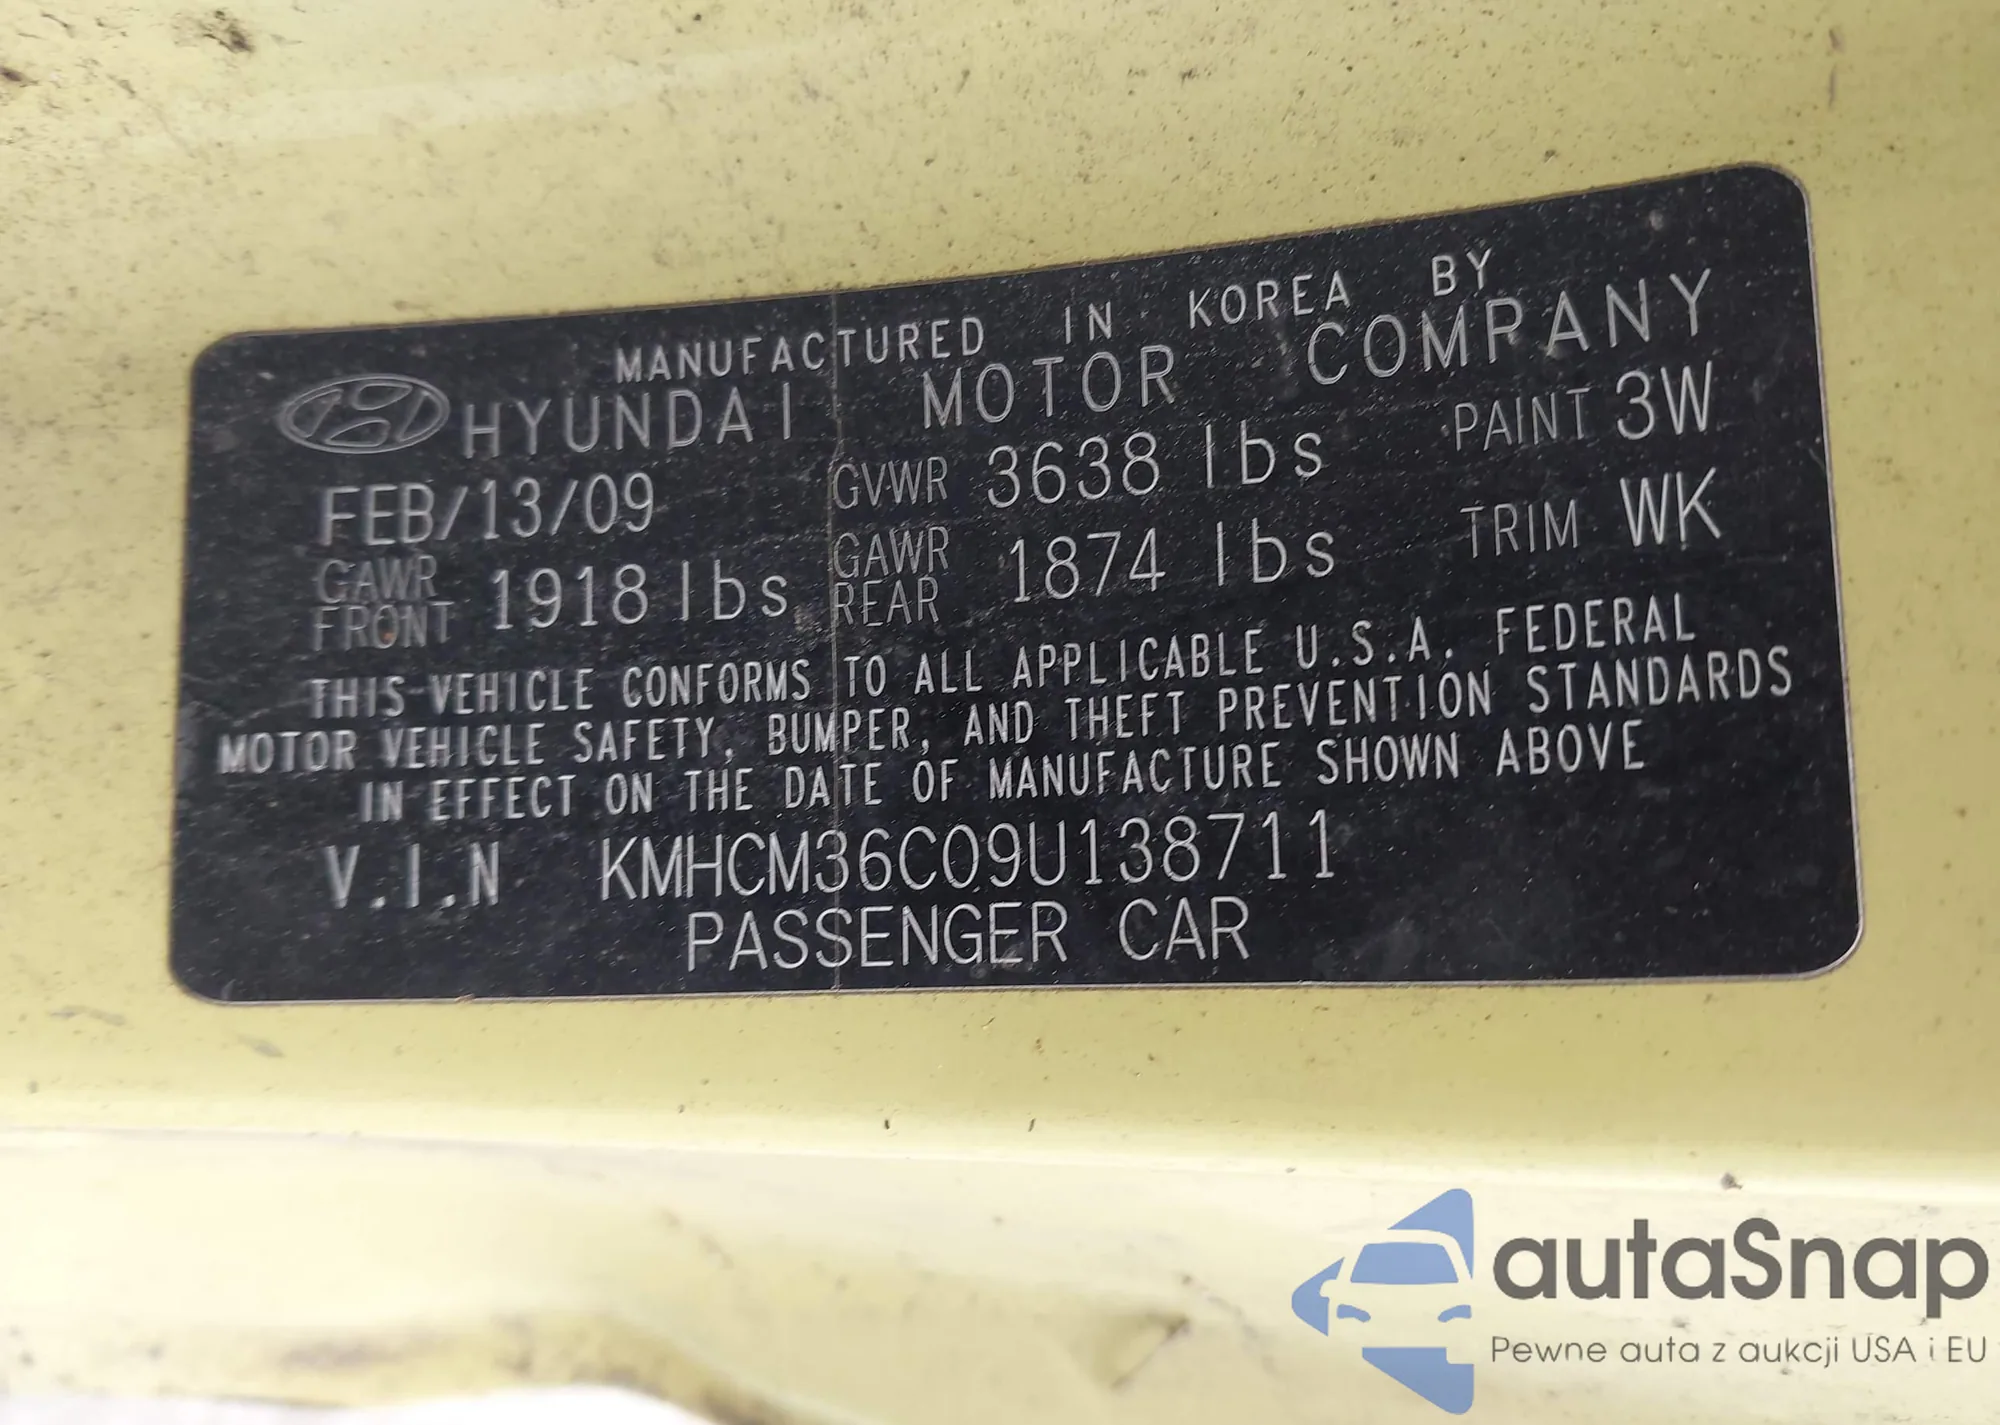 MANUFACTURED IN KOREA BY
HYUNDAI MOTOR COMPANY
FEB/13/09 GVWR 3638 lbs PAINT 3W
GAWR FRONT 1918 lbs GAWR REAR 1874 lbs TRIM WK
THIS VEHICLE CONFORMS TO ALL APPLICABLE U.S.A. FEDERAL
MOTOR VEHICLE SAFETY, BUMPER, AND THEFT PREVENTION STANDARDS
IN EFFECT ON THE DATE OF MANUFACTURE SHOWN ABOVE
V.I.N KMHCM36C09U138711
PASSENGER CAR
autaSnap
Pewne auta z aukcji USA i EU